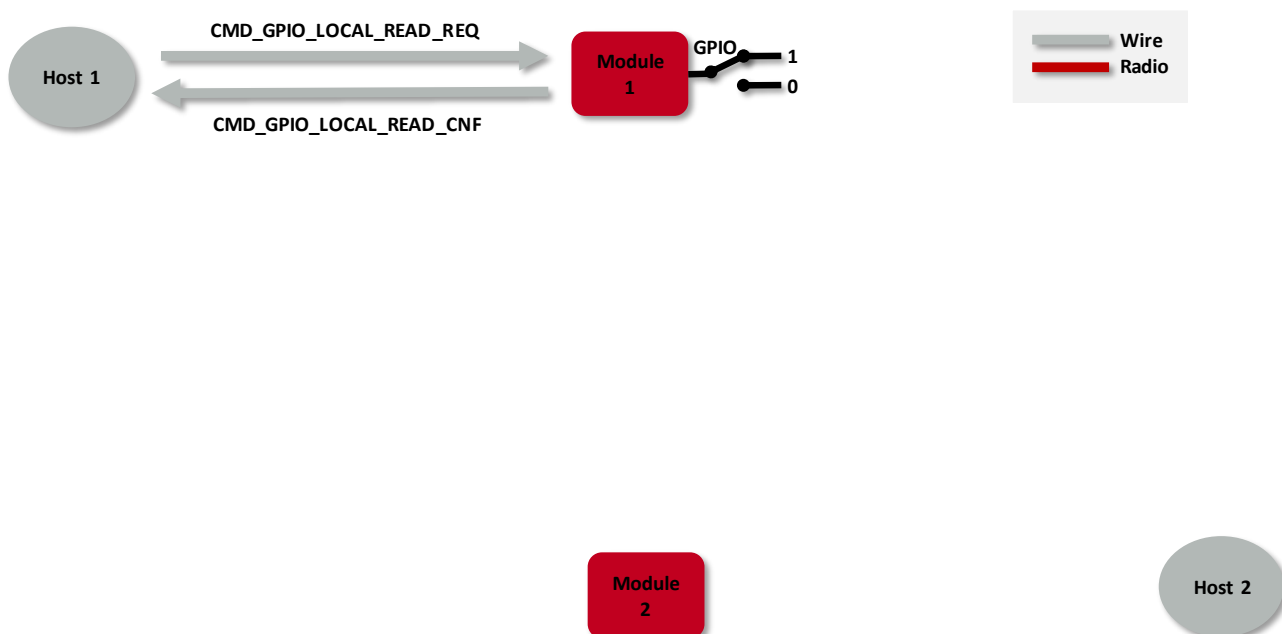 CMD_GPIO_LOCAL_READ_REQ
Host 1
Module
1
GPIO
1
0
CMD_GPIO_LOCAL_READ_CNF
Wire
Radio
Module
2
Host 2